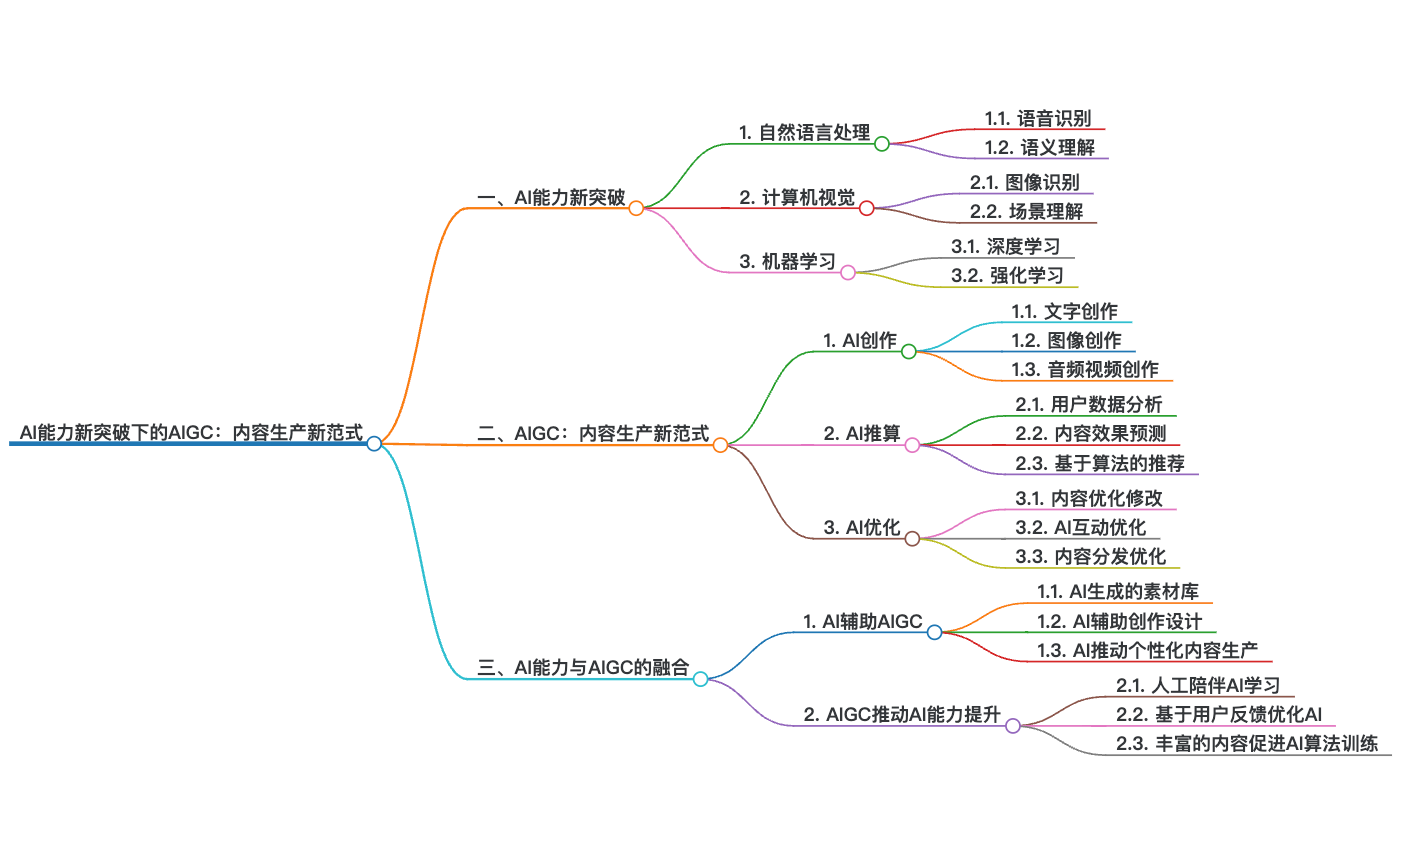 AI能力新突破下的AIGC：内容生产新范式
一、AI能力新突破
1. 自然语言处理
1.1. 语音识别
1.2. 语义理解
2. 计算机视觉
2.1. 图像识别
2.2. 场景理解
3. 机器学习
3.1. 深度学习
3.2. 强化学习
二、AIGC：内容生产新范式
1. AI创作
1.1. 文字创作
1.2. 图像创作
1.3. 音频视频创作
2. AI推算
2.1. 用户数据分析
2.2. 内容效果预测
2.3. 基于算法的推荐
3. AI优化
3.1. 内容优化修改
3.2. AI互动优化
3.3. 内容分发优化
三、AI能力与AIGC的融合
1. AI辅助AIGC
1.1. AI生成的素材库
1.2. AI辅助创作设计
1.3. AI推动个性化内容生产
2. AIGC推动AI能力提升
2.1. 人工陪伴AI学习
2.2. 基于用户反馈优化AI
2.3. 丰富的内容促进AI算法训练